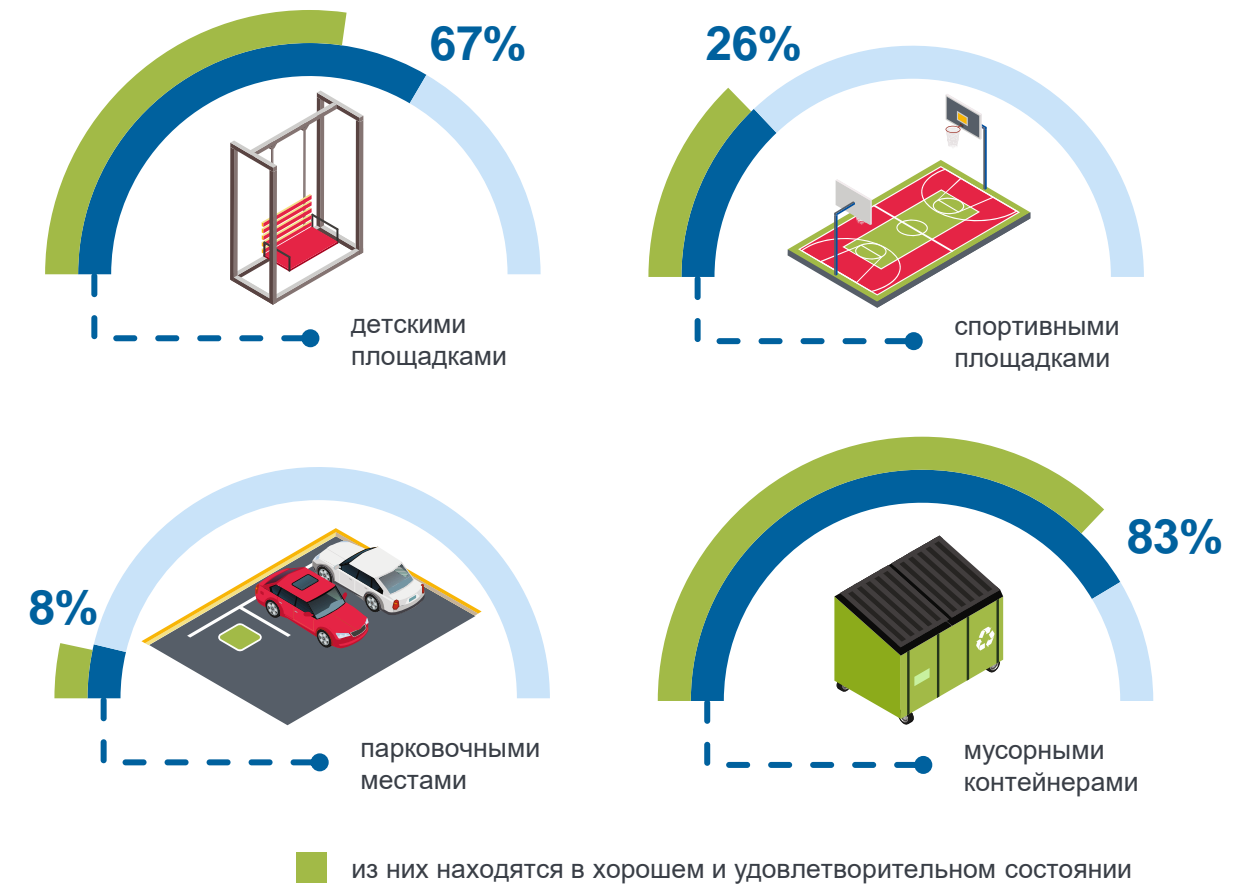 67%
26%
детскими
площадками
спортивными
площадками
8%
83%
парковочными
местами
мусорными
контейнерами
из них находятся в хорошем и удовлетворительном состоянии